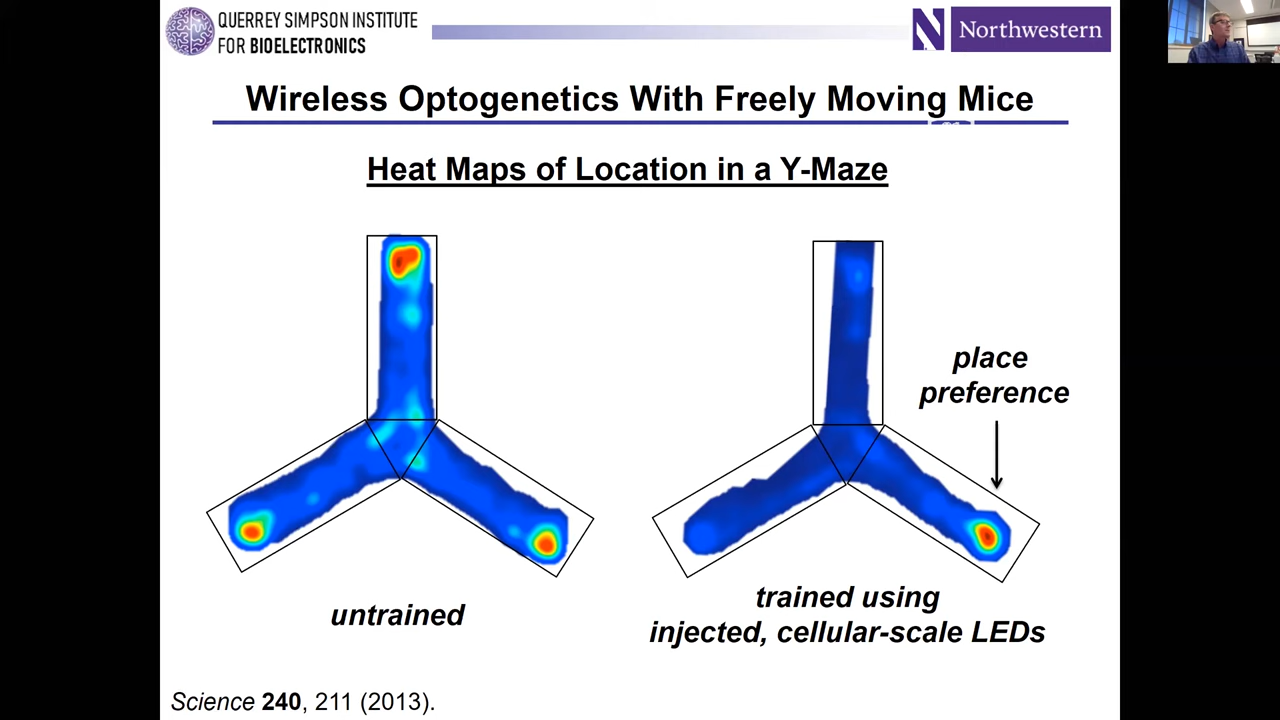 QUERREY SIMPSON INSTITUTE
FOR BIOELECTRONICS
N
Northwestern
Wireless Optogenetics With Freely Moving Mice
Heat Maps of Location in a Y-Maze
place
preference
untrained
trained using
injected, cellular-scale LEDs
Science 240, 211 (2013).